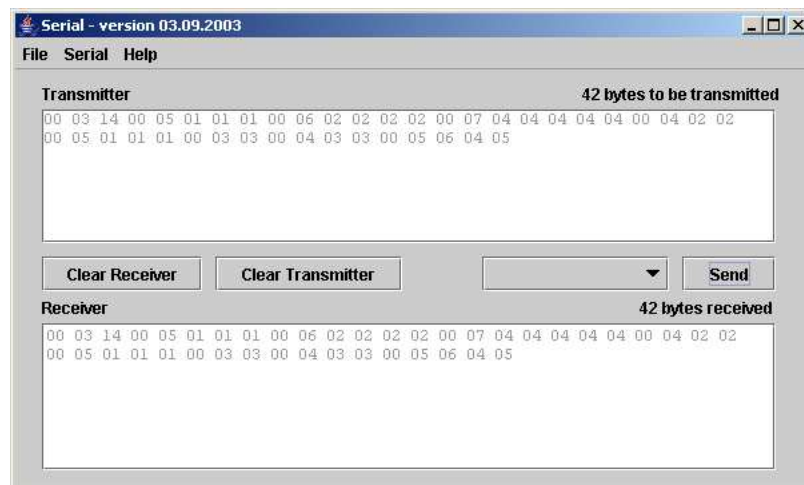 Serial - version 03.09.2003
File Serial Help
Transmitter 42 bytes to be transmitted
00 03 14 00 05 01 01 01 00 06 02 02 02 02 00 07 04 04 04 04 04 00 04 02 02
00 05 01 01 01 00 03 03 00 04 03 03 00 05 06 04 05
Clear Receiver Clear Transmitter Send
Receiver 42 bytes received
00 03 14 00 05 01 01 01 00 06 02 02 02 02 00 07 04 04 04 04 04 00 04 02 02
00 05 01 01 01 00 03 03 00 04 03 03 00 05 06 04 05